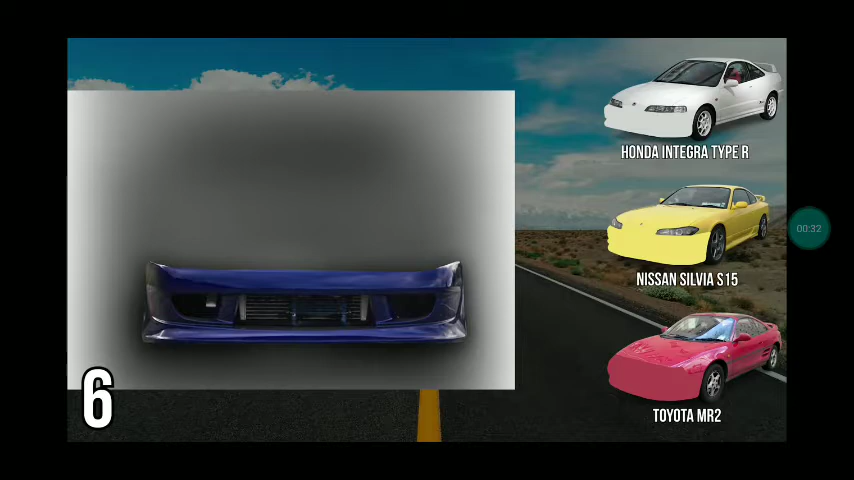 HONDA INTEGRA TYPE R
00:32
NISSAN SILVIA S15
6
TOYOTA MR2